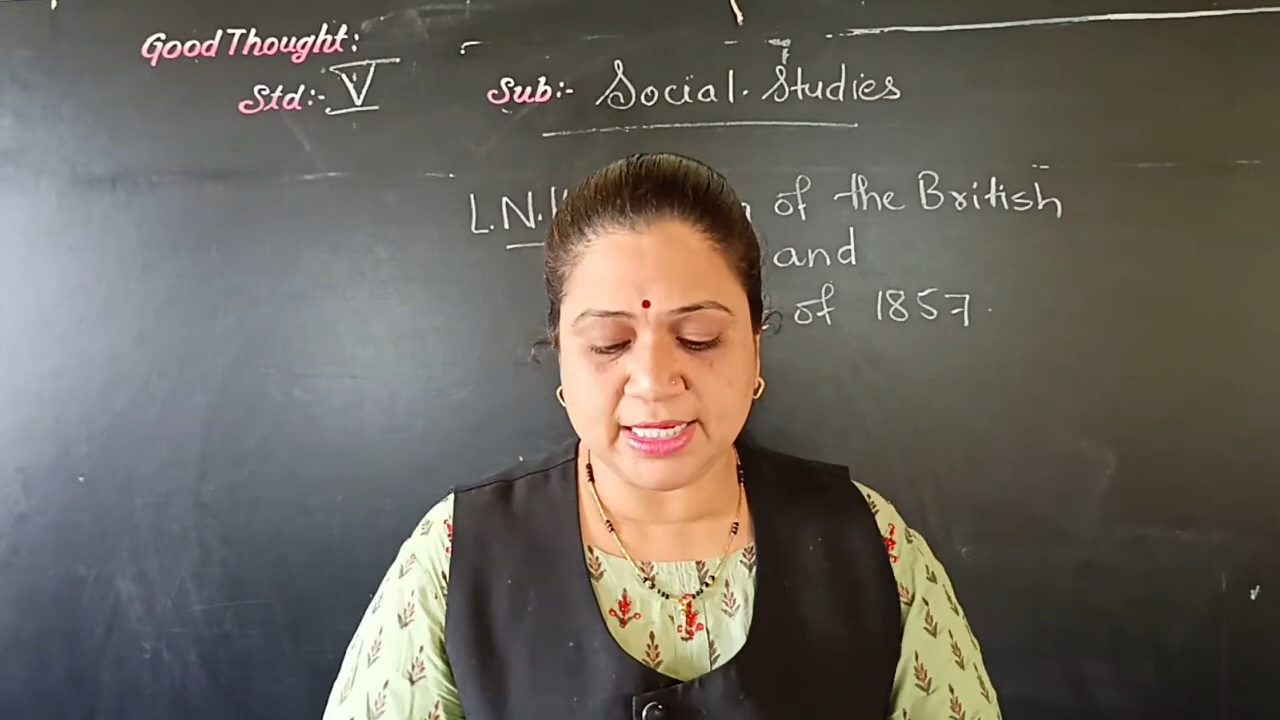 Good Thought:
Std:- V Sub:- Social. Studies
L.N. of the British
and
of 1857.